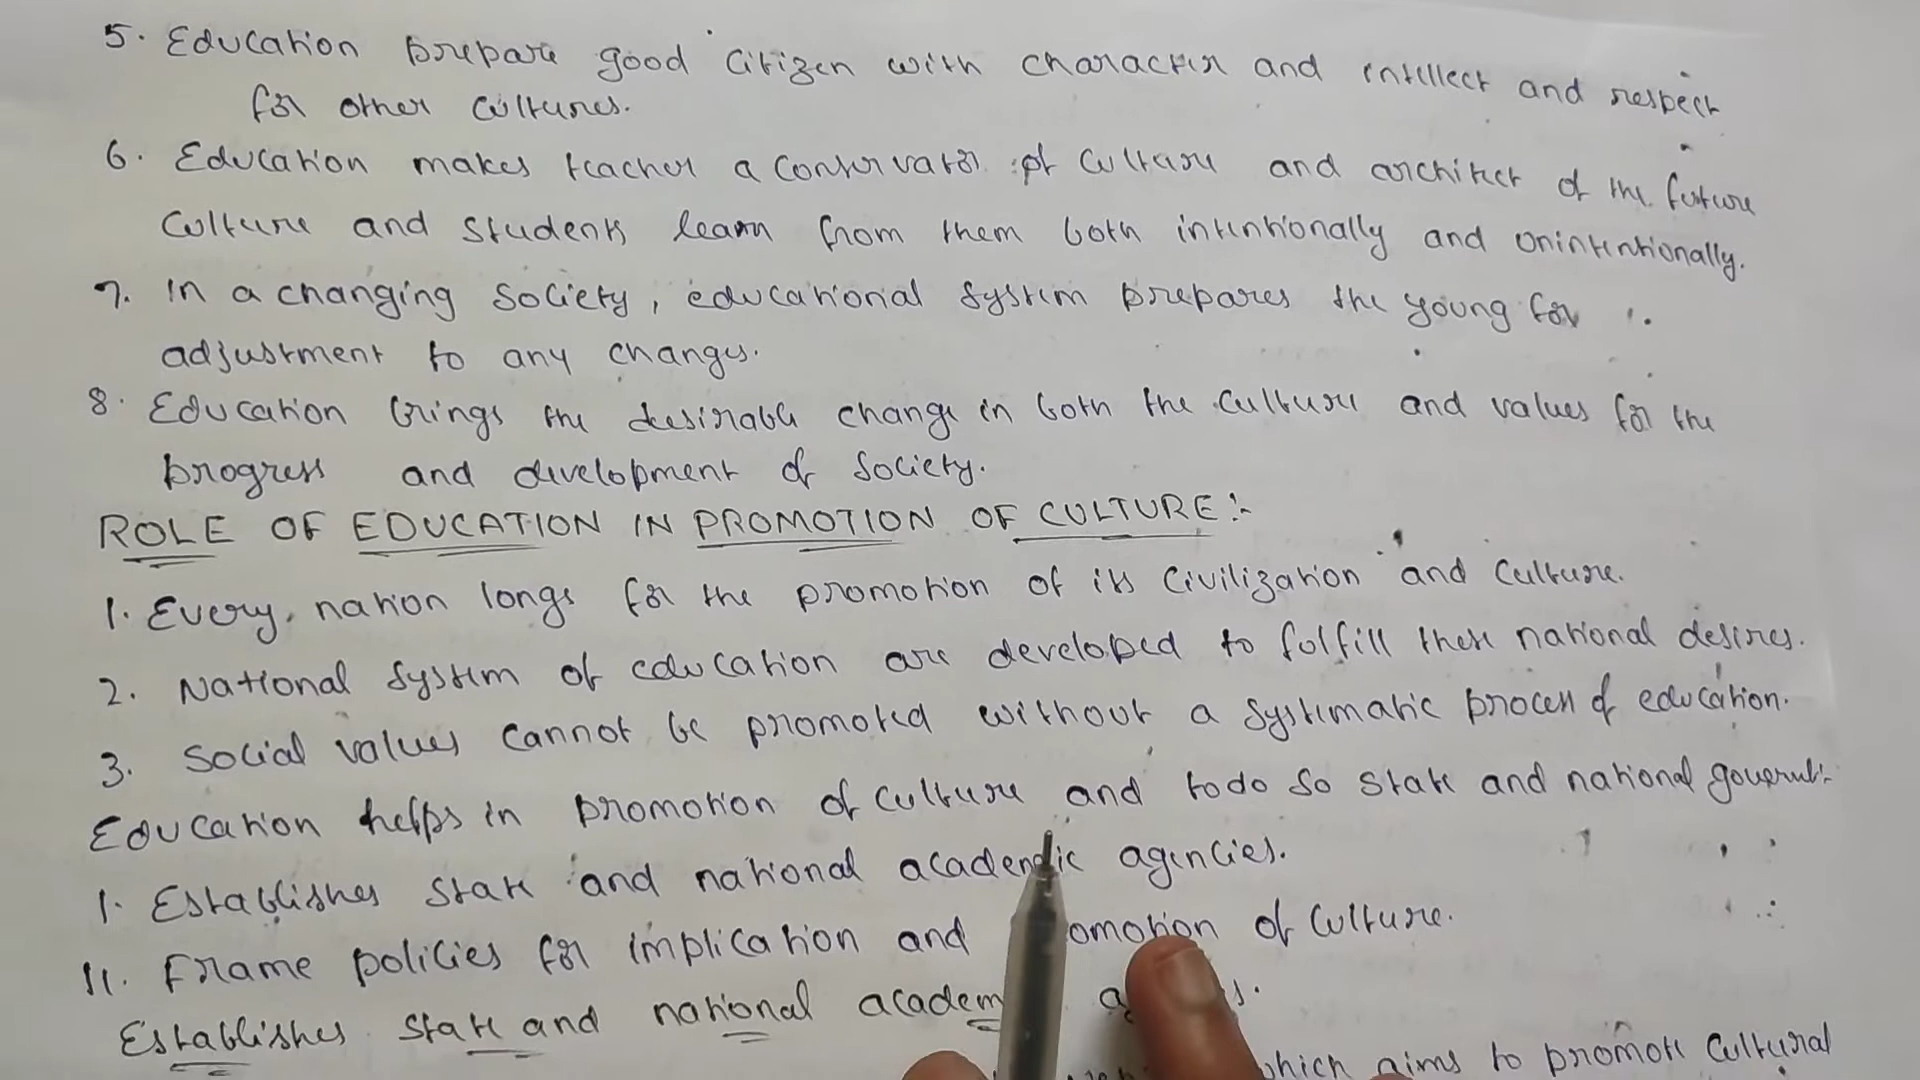 5. Education prepare good citizen with character and intellect and respect
for other cultures.
6. Education makes teacher a conservator of culture and architect of the future
culture and students learn from them both intentionally and unintentionally.
7. In a changing society, educational system prepares the young for
adjustment to any changes.
8. Education brings the desirable change in both the culture and values for the
progress and development of society.
ROLE OF EDUCATION IN PROMOTION OF CULTURE:-
1. Every, nation longs for the promotion of its civilization and culture.
2. National system of education are developed to fulfill these national desires.
3. Social values cannot be promoted without a systematic process of education.
Education helps in promotion of culture and to do so state and national
1. Establishes state and national academic agencies.
11. Frame policies for implication and omotion of culture.
Establishes state and national academ
which aims to promote cultural